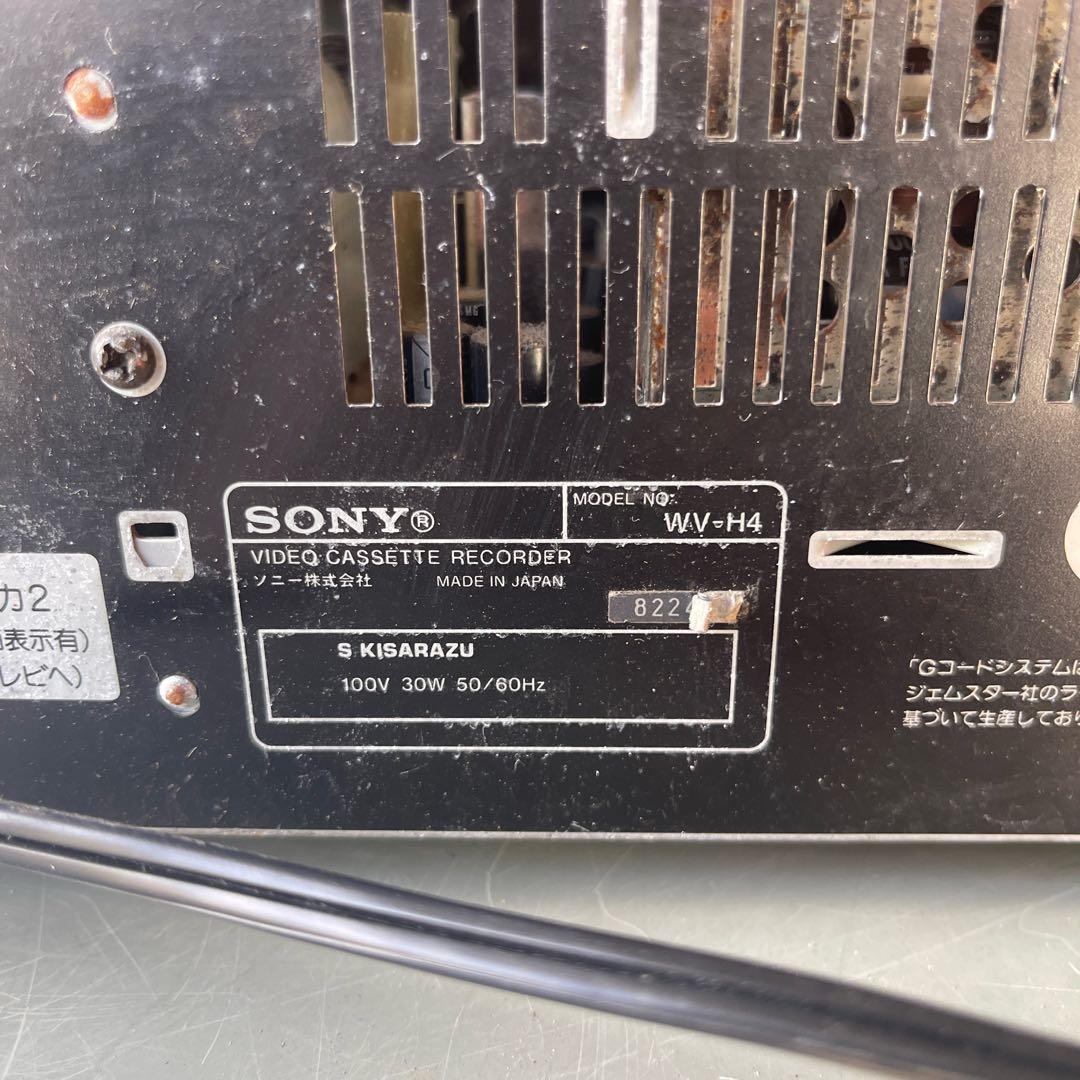 SONY®
MODEL NO.
WV-H4
VIDEO CASSETTE RECORDER
ソニー株式会社 MADE IN JAPAN
822
S KISARAZU
100V 30W 50/60Hz
力2
表示有)
レビへ)
「Gコードシステムは
ジェムスター社のラ
基づいて生産しており